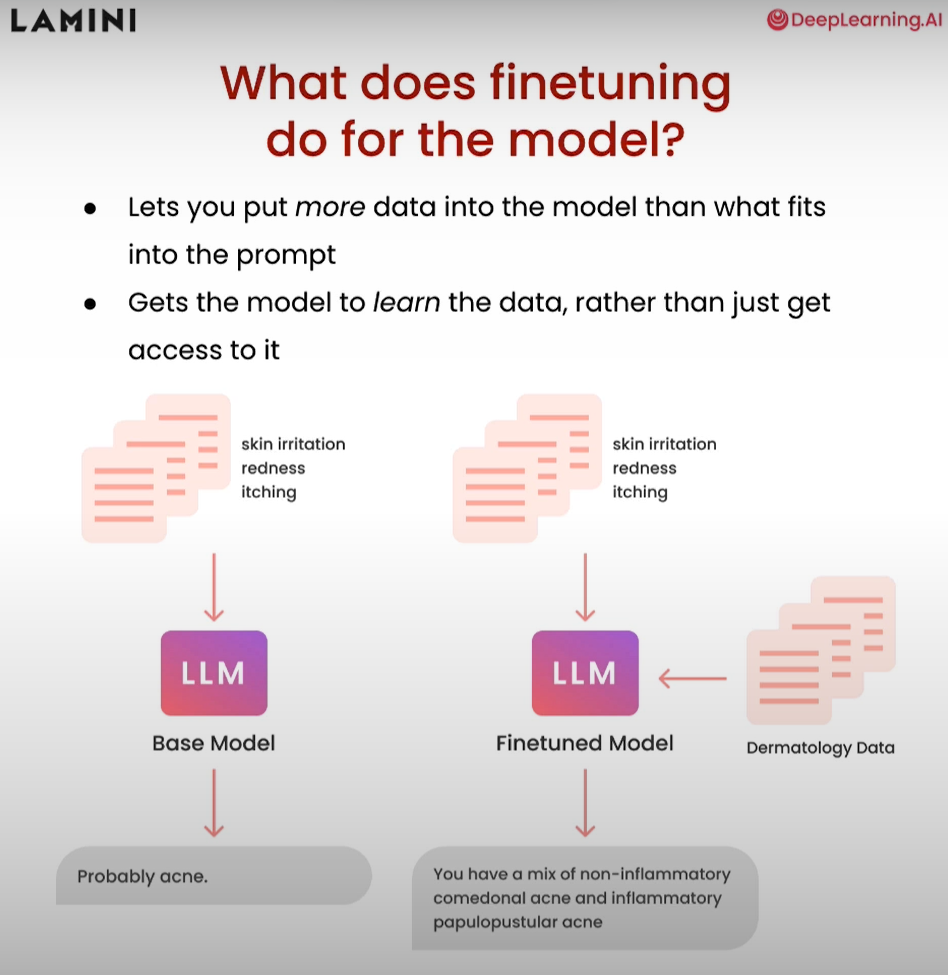 LAMINI
DeepLearning.AI
What does finetuning
do for the model?
● Lets you put more data into the model than what fits
into the prompt
● Gets the model to learn the data, rather than just get
access to it
skin irritation
redness
itching
skin irritation
redness
itching
LLM
LLM
Base Model
Finetuned Model
Dermatology Data
Probably acne.
You have a mix of non-inflammatory
comedonal acne and inflammatory
papulopustular acne